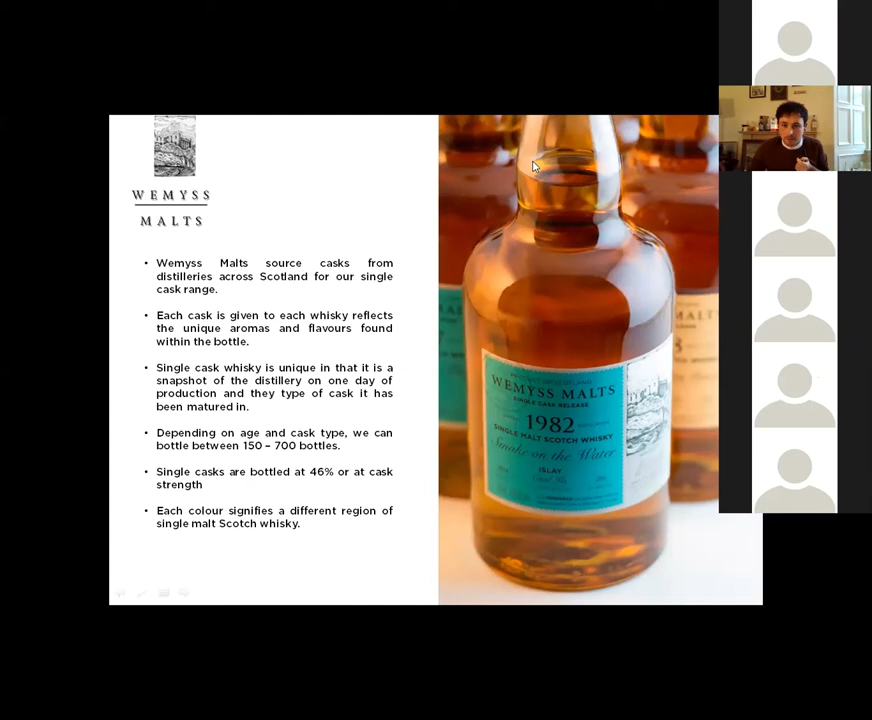 WEMYSS
MALTS
• Wemyss Malts source casks from
distilleries across Scotland for our single
cask range.
• Each cask is given to each whisky reflects
the unique aromas and flavours found
within the bottle.
• Single cask whisky is unique in that it is a
snapshot of the distillery on one day of
production and they type of cask it has
been matured in.
• Depending on age and cask type, we can
bottle between 150 – 700 bottles.
• Single casks are bottled at 46% or at cask
strength
• Each colour signifies a different region of
single malt Scotch whisky.
WEMYSS MALTS
SINGLE CASK RELEASE
1982
SINGLE MALT SCOTCH WHISKY
Smoke on the Water
ISLAY